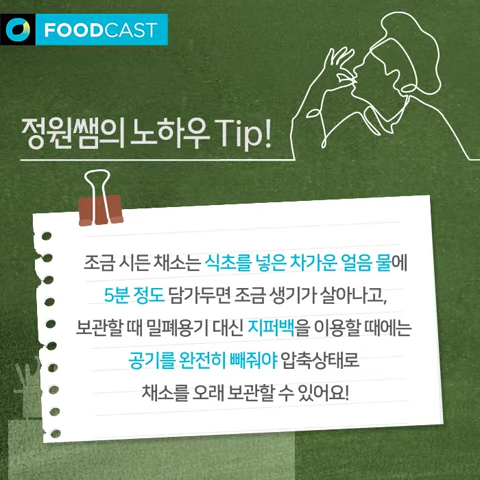 FOODCAST
정원쌤의 노하우 Tip!
조금 시든 채소는 식초를 넣은 차가운 얼음 물에
5분 정도 담가두면 조금 생기가 살아나고,
보관할 때 밀폐용기 대신 지퍼백을 이용할 때에는
공기를 완전히 빼줘야 압축상태로
채소를 오래 보관할 수 있어요!